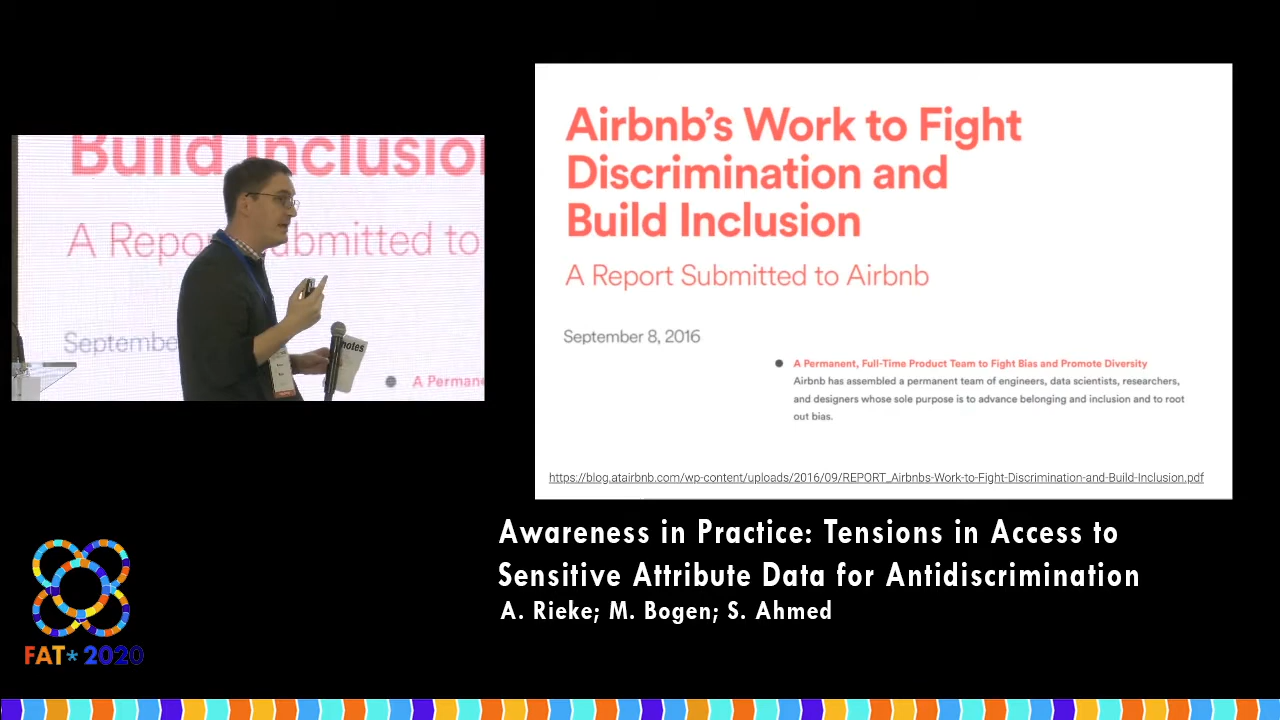 Build Inclusion
A Report Submitted to
September
notes
A Perman
Airbnb's Work to Fight
Discrimination and
Build Inclusion
A Report Submitted to Airbnb
September 8, 2016
A Permanent, Full-Time Product Team to Fight Bias and Promote Diversity
Airbnb has assembled a permanent team of engineers, data scientists, researchers,
and designers whose sole purpose is to advance belonging and inclusion and to root
out bias.
https://blog.atairbnb.com/wp-content/uploads/2016/09/REPORT_Airbnbs-Work-to-Fight-Discrimination-and-Build-Inclusion.pdf
Awareness in Practice: Tensions in Access to
Sensitive Attribute Data for Antidiscrimination
A. Rieke; M. Bogen; S. Ahmed
FAT* 2020